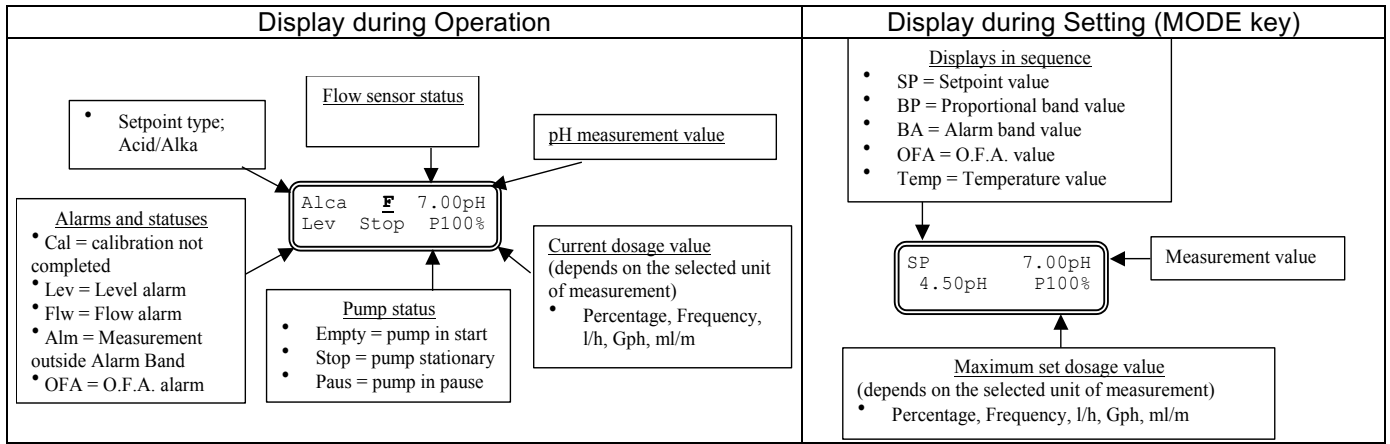 Display during Operation
Display during Setting (MODE key)
• Setpoint type;
Acid/Alka
Flow sensor status
pH measurement value
Alca F 7.00pH
Lev Stop P100%
Alarms and statuses
• Cal = calibration not
completed
• Lev = Level alarm
• Flw = Flow alarm
• Alm = Measurement
outside Alarm Band
• OFA = O.F.A. alarm
Pump status
• Empty = pump in start
• Stop = pump stationary
• Paus = pump in pause
Current dosage value
(depends on the selected unit
of measurement)
• Percentage, Frequency,
l/h, Gph, ml/m
Displays in sequence
• SP = Setpoint value
• BP = Proportional band value
• BA = Alarm band value
• OFA = O.F.A. value
• Temp = Temperature value
SP 7.00pH
4.50pH P100%
Measurement value
Maximum set dosage value
(depends on the selected unit of measurement)
• Percentage, Frequency, l/h, Gph, ml/m